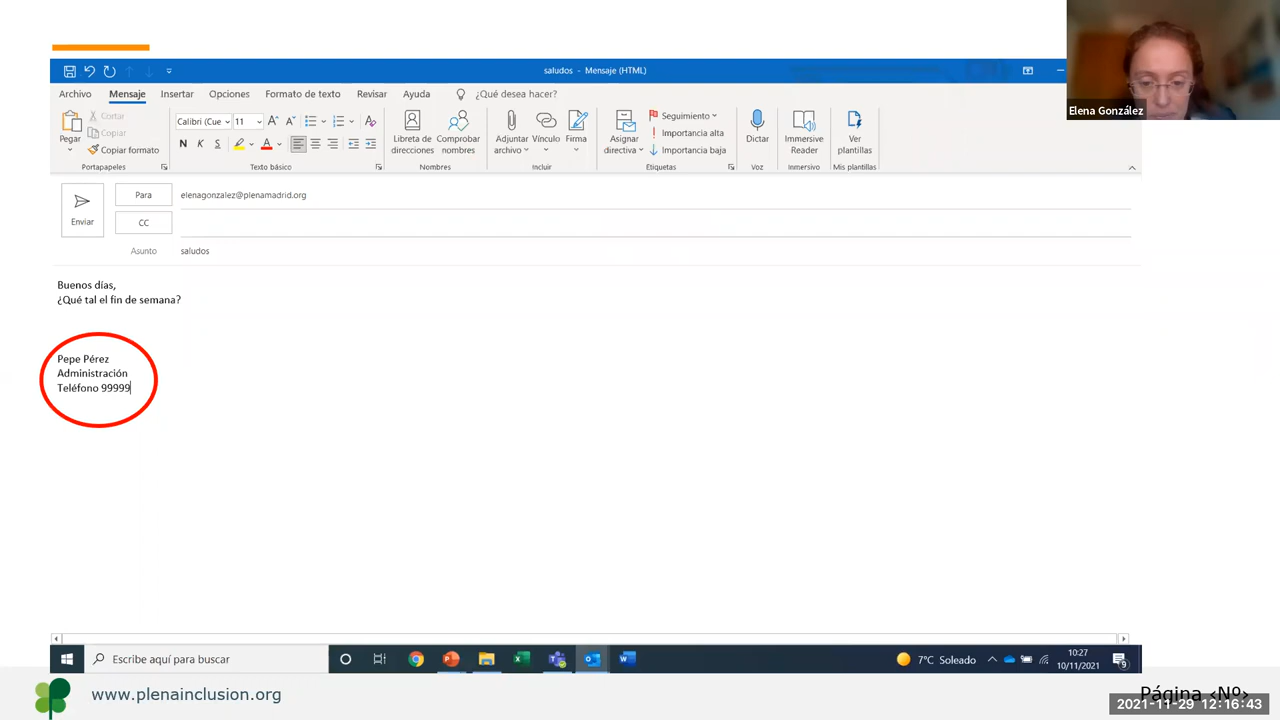 saludos - Mensaje (HTML)
Archivo Mensaje Insertar Opciones Formato de texto Revisar Ayuda ¿Qué desea hacer?
Pegar
Cortar
Copiar
Copiar formato
Portapapeles
Calibri (Cue 11 A A
N K S A
Texto básico
Libreta de direcciones
Comprobar nombres
Nombres
Adjuntar archivo
Vínculo
Firma
Incluir
Asignar directiva
Seguimiento
Importancia alta
Importancia baja
Etiquetas
Dictar
Voz
Immersive Reader
Inmersivo
Ver plantillas
Mis plantillas
Elena González
Enviar
Para elenagonzalez@plenamadrid.org
CC
Asunto saludos
Buenos días,
¿Qué tal el fin de semana?
Pepe Pérez
Administración
Teléfono 99999
Escribe aquí para buscar
7°C Soleado
10:27
10/11/2021
9
www.plenainclusion.org
Página ‹Nº›
2021-11-29 12:16:43